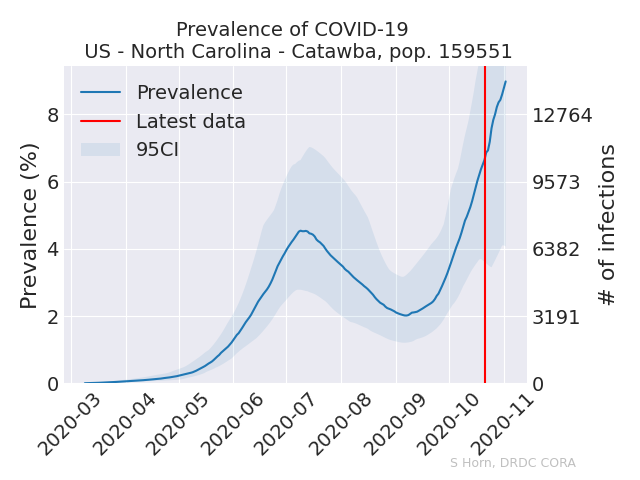 Prevalence of COVID-19
US - North Carolina - Catawba, pop. 159551
Prevalence
Latest data
95CI
Prevalence (%)
8
6
4
2
0
12764
9573
6382
3191
0
# of infections
2020-03
2020-04
2020-05
2020-06
2020-07
2020-08
2020-09
2020-10
2020-11
S Horn, DRDC CORA